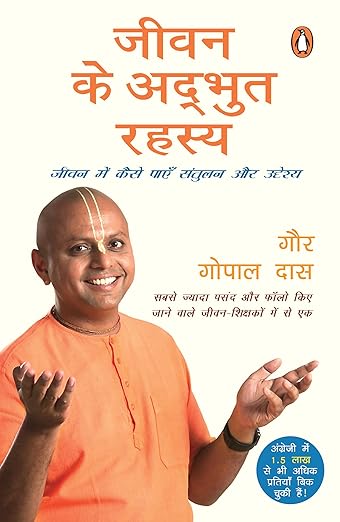 जीवन
के अद्भुत
रहस्य
जीवन में कैसे पाएँ संतुलन और उद्देश्य
गौर
गोपाल दास
सबसे ज्यादा पसंद और फॉलो किए
जाने वाले जीवन-शिक्षकों में से एक
अंग्रेजी में
1.5 लाख
से भी अधिक
प्रतियाँ बिक
चुकी हैं!